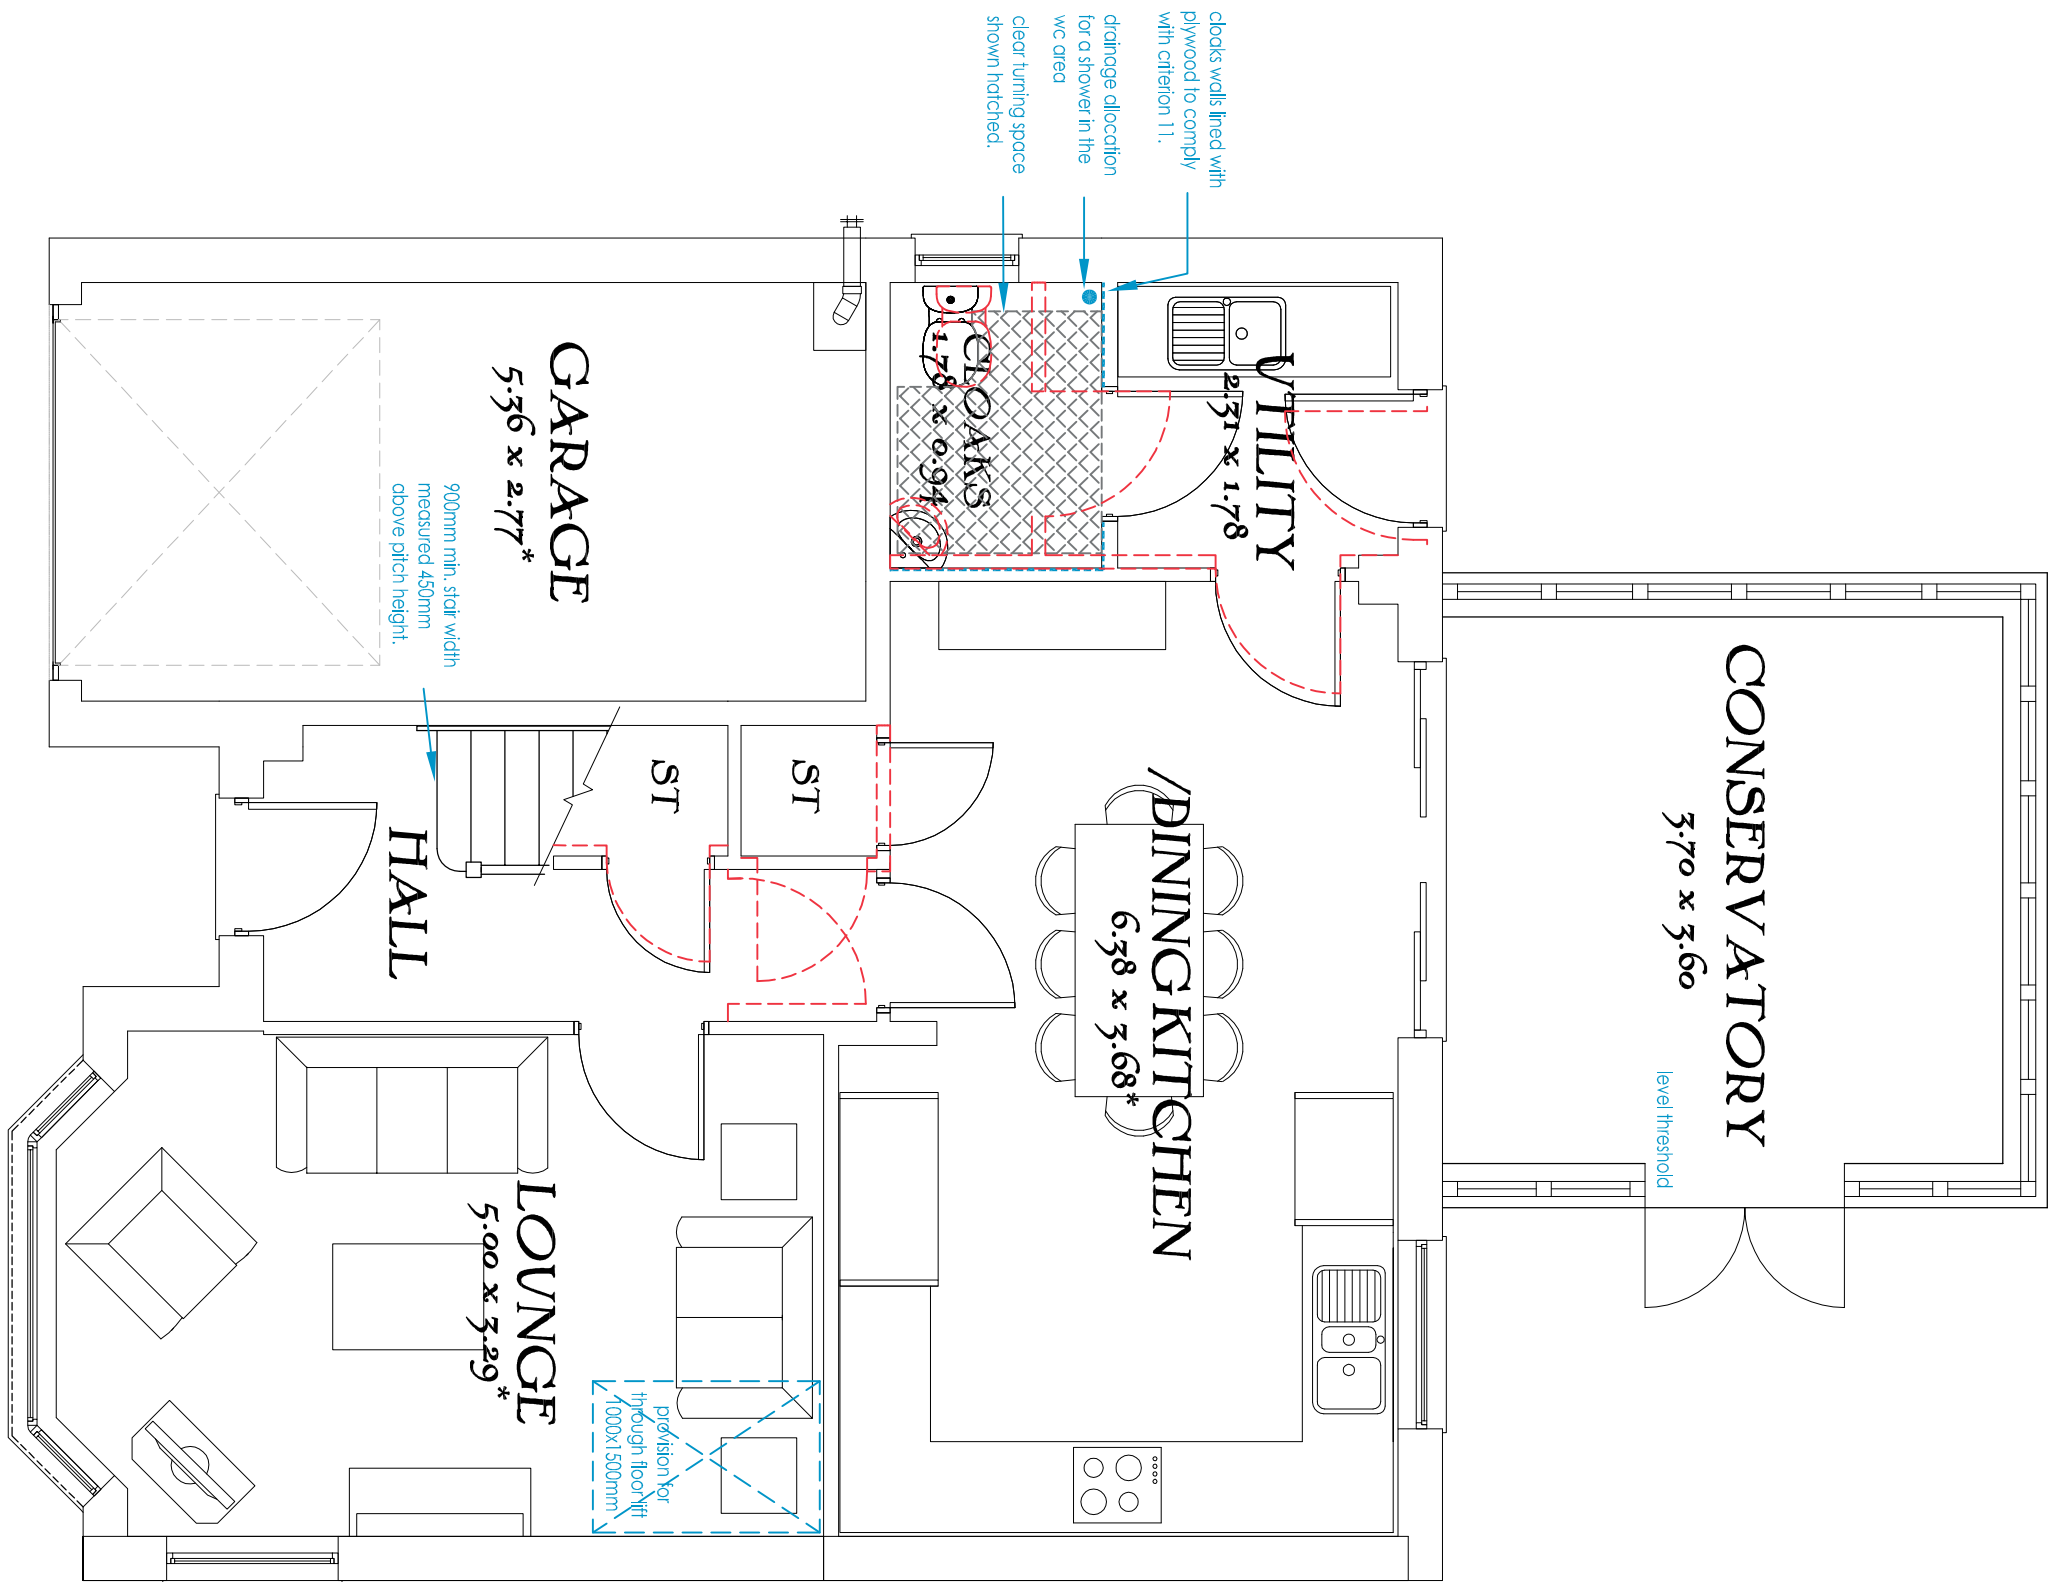 cloaks walls lined with
plywood to comply
with criterion 11.
drainage allocation
for a shower in the
wc area
clear turning space
shown hatched.
UTILITY
2.31 x 1.78
CLOAKS
1.78 x 0.94
GARAGE
5.36 x 2.77*
900mm min. stair width
measured 450mm
above pitch height.
CONSERVATORY
3.70 x 3.60
level threshold
/DINING KITCHEN
6.38 x 3.68*
ST
ST
HALL
LOUNGE
5.00 x 3.29*
provision for
through floor lift
1000x1500mm